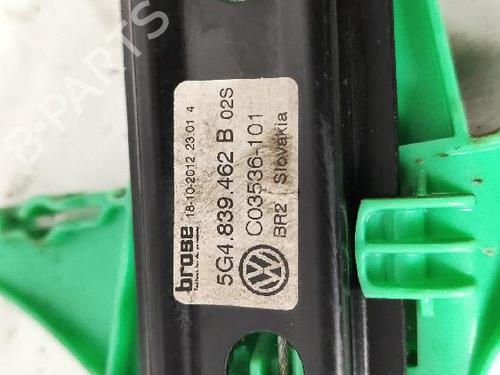 brose
18-10-2012 23:01 4
5G4.839.462 B 02S
C03536-101
BR2 Slovakia
B-PARTS